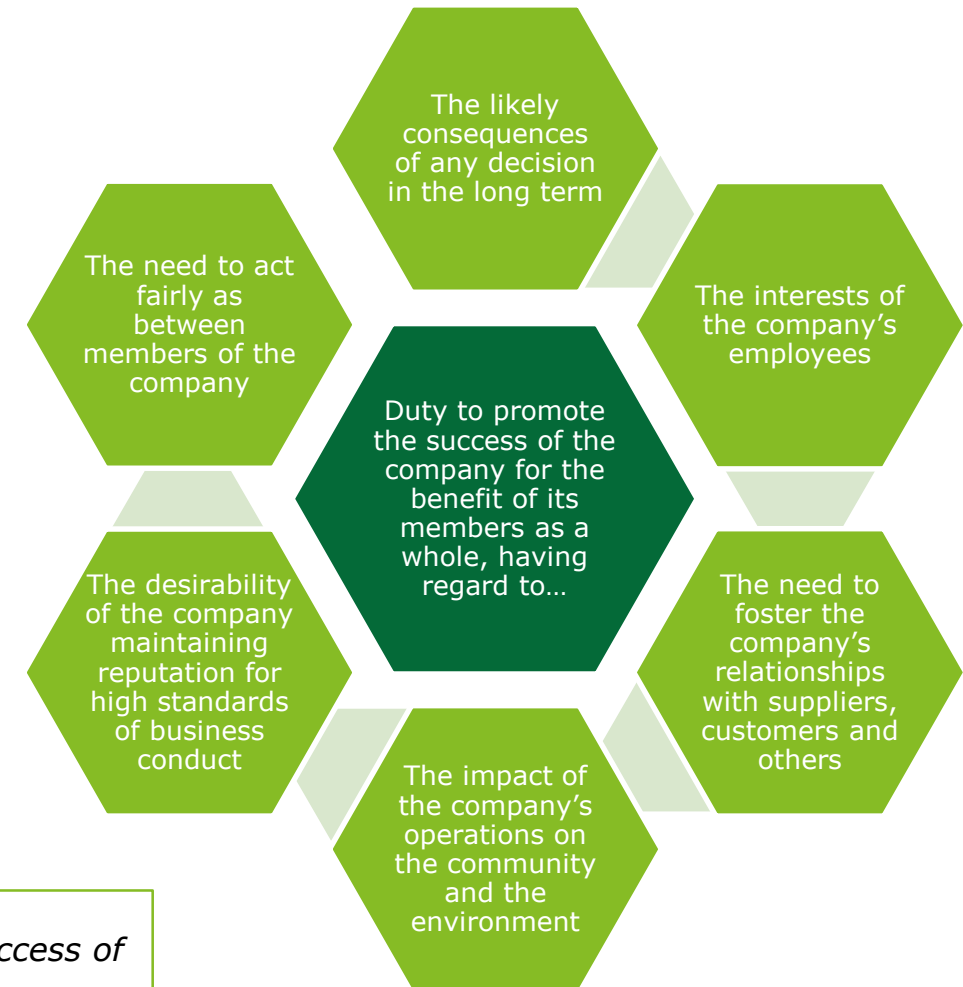 The likely
consequences
of any decision
in the long term
The need to act
fairly as
between
members of the
company
The interests of
the company’s
employees
Duty to promote
the success of the
company for the
benefit of its
members as a
whole, having
regard to…
The desirability
of the company
maintaining
reputation for
high standards
of business
conduct
The need to
foster the
company’s
relationships
with suppliers,
customers and
others
The impact of
the company’s
operations on
the community
and the
environment
ccess of